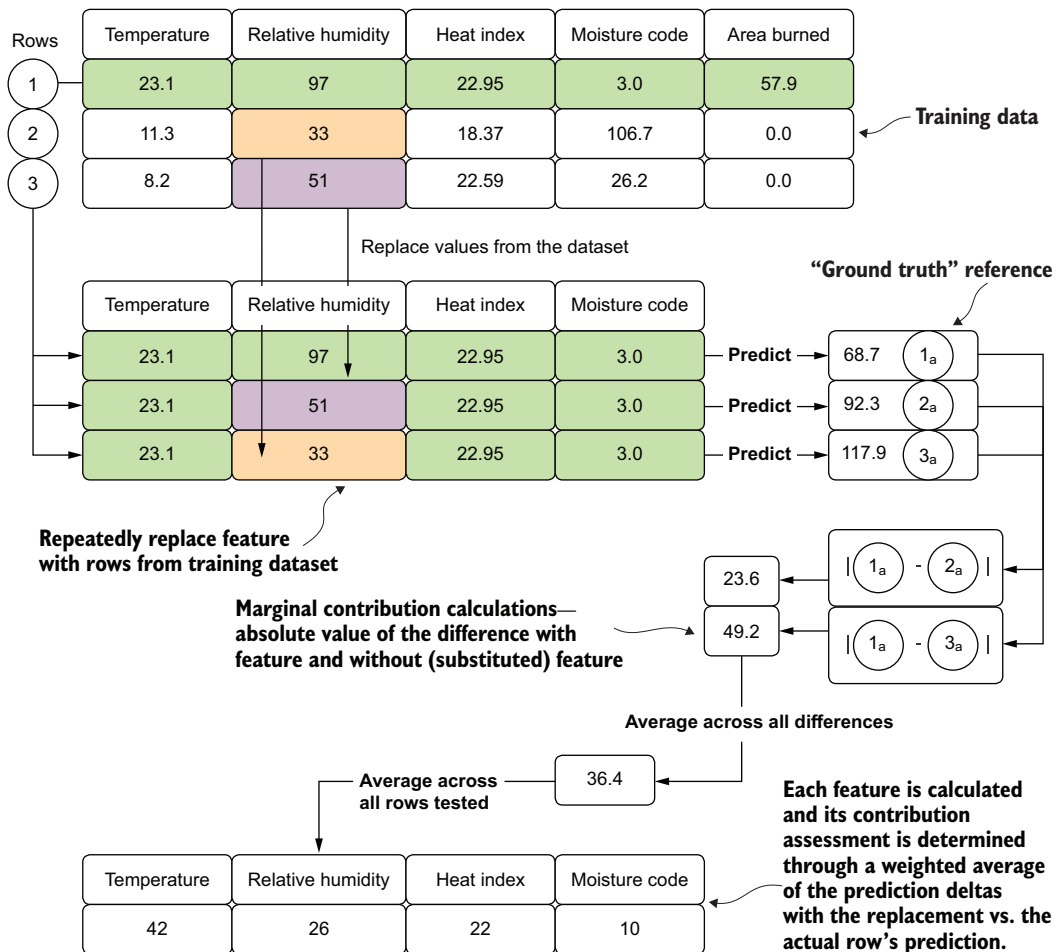 Rows
Temperature Relative humidity Heat index Moisture code Area burned
1 23.1 97 22.95 3.0 57.9
2 11.3 33 18.37 106.7 0.0
3 8.2 51 22.59 26.2 0.0
Training data
Replace values from the dataset
“Ground truth” reference
Temperature Relative humidity Heat index Moisture code
23.1 97 22.95 3.0 Predict 68.7 1a
23.1 51 22.95 3.0 Predict 92.3 2a
23.1 33 22.95 3.0 Predict 117.9 3a
Repeatedly replace feature
with rows from training dataset
23.6 | 1a - 2a |
49.2 | 1a - 3a |
Marginal contribution calculations—
absolute value of the difference with
feature and without (substituted) feature
Average across all differences
36.4
Average across
all rows tested
Each feature is calculated
and its contribution
assessment is determined
through a weighted average
of the prediction deltas
with the replacement vs. the
actual row’s prediction.
Temperature Relative humidity Heat index Moisture code
42 26 22 10